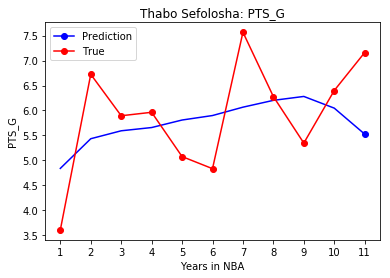 Thabo Sefolosha: PTS_G
Prediction
True
7.5
7.0
6.5
6.0
5.5
5.0
4.5
4.0
3.5
PTS_G
1 2 3 4 5 6 7 8 9 10 11
Years in NBA